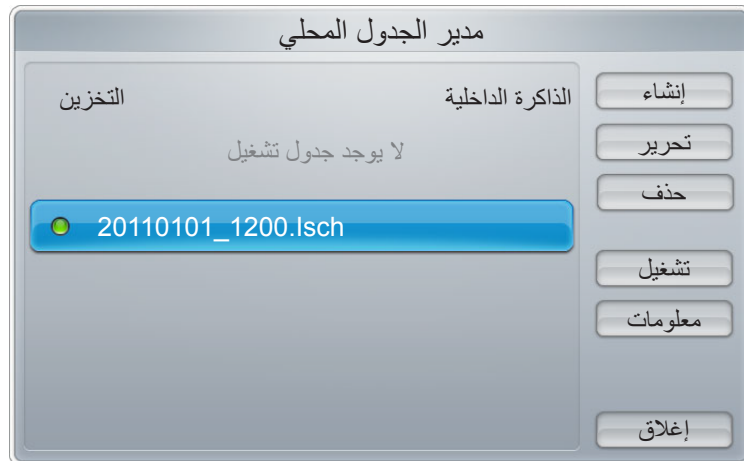 مدير الجدول المحلي
الذاكرة الداخلية التخزين
لا يوجد جدول تشغيل
20110101_1200.lsch
إنشاء
تحرير
حذف
تشغيل
معلومات
إغلاق